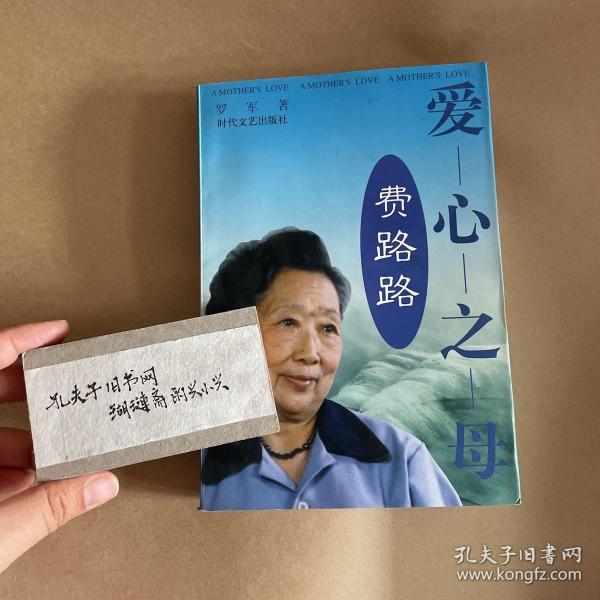 A MOTHER'S LOVE A MOTHER'S LOVE A MOTHER'S LOVE
罗军著
时代文艺出版社
爱心之母
费路路
孔夫子旧书网
湖涟斋 刚兴小兴
孔夫子旧書网
www.kongfz.com